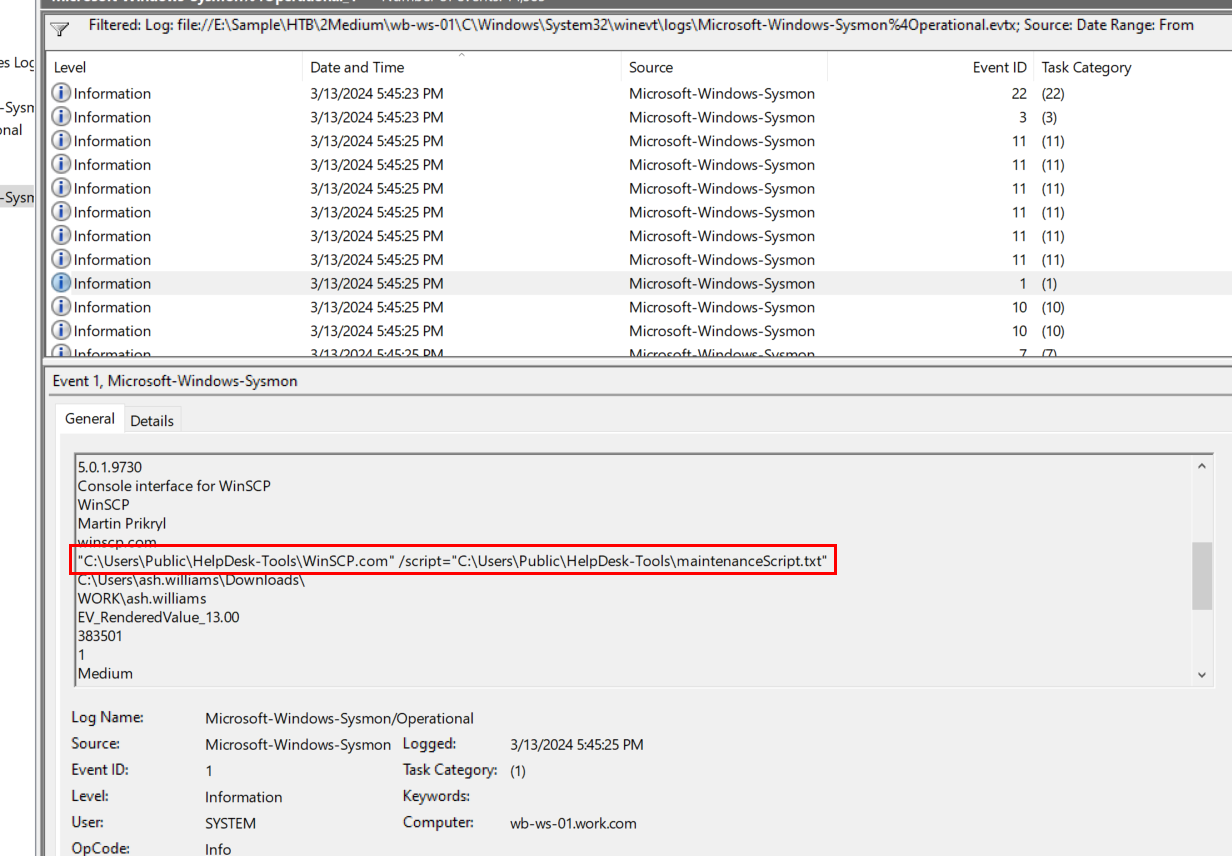 Filtered: Log: file://E:\Sample\HTB\2Medium\wb-ws-01\C\Windows\System32\winevt\logs\Microsoft-Windows-Sysmon%4Operational.evtx; Source: Date Range: From
es Log
-Sysm
onal
-Sysm
Level Date and Time Source Event ID Task Category
Information 3/13/2024 5:45:23 PM Microsoft-Windows-Sysmon 22 (22)
Information 3/13/2024 5:45:23 PM Microsoft-Windows-Sysmon 3 (3)
Information 3/13/2024 5:45:25 PM Microsoft-Windows-Sysmon 11 (11)
Information 3/13/2024 5:45:25 PM Microsoft-Windows-Sysmon 11 (11)
Information 3/13/2024 5:45:25 PM Microsoft-Windows-Sysmon 11 (11)
Information 3/13/2024 5:45:25 PM Microsoft-Windows-Sysmon 11 (11)
Information 3/13/2024 5:45:25 PM Microsoft-Windows-Sysmon 11 (11)
Information 3/13/2024 5:45:25 PM Microsoft-Windows-Sysmon 11 (11)
Information 3/13/2024 5:45:25 PM Microsoft-Windows-Sysmon 1 (1)
Information 3/13/2024 5:45:25 PM Microsoft-Windows-Sysmon 10 (10)
Information 3/13/2024 5:45:25 PM Microsoft-Windows-Sysmon 10 (10)
Information 3/13/2024 5:45:25 PM Microsoft-Windows-Sysmon 7 (7)
Event 1, Microsoft-Windows-Sysmon
General Details
5.0.1.9730
Console interface for WinSCP
WinSCP
Martin Prikryl
winscp.com
"C:\Users\Public\HelpDesk-Tools\WinSCP.com" /script="C:\Users\Public\HelpDesk-Tools\maintenanceScript.txt"
C:\Users\ash.williams\Downloads\
WORK\ash.williams
EV_RenderedValue_13.00
383501
1
Medium
Log Name: Microsoft-Windows-Sysmon/Operational
Source: Microsoft-Windows-Sysmon Logged: 3/13/2024 5:45:25 PM
Event ID: 1 Task Category: (1)
Level: Information Keywords:
User: SYSTEM Computer: wb-ws-01.work.com
OpCode: Info